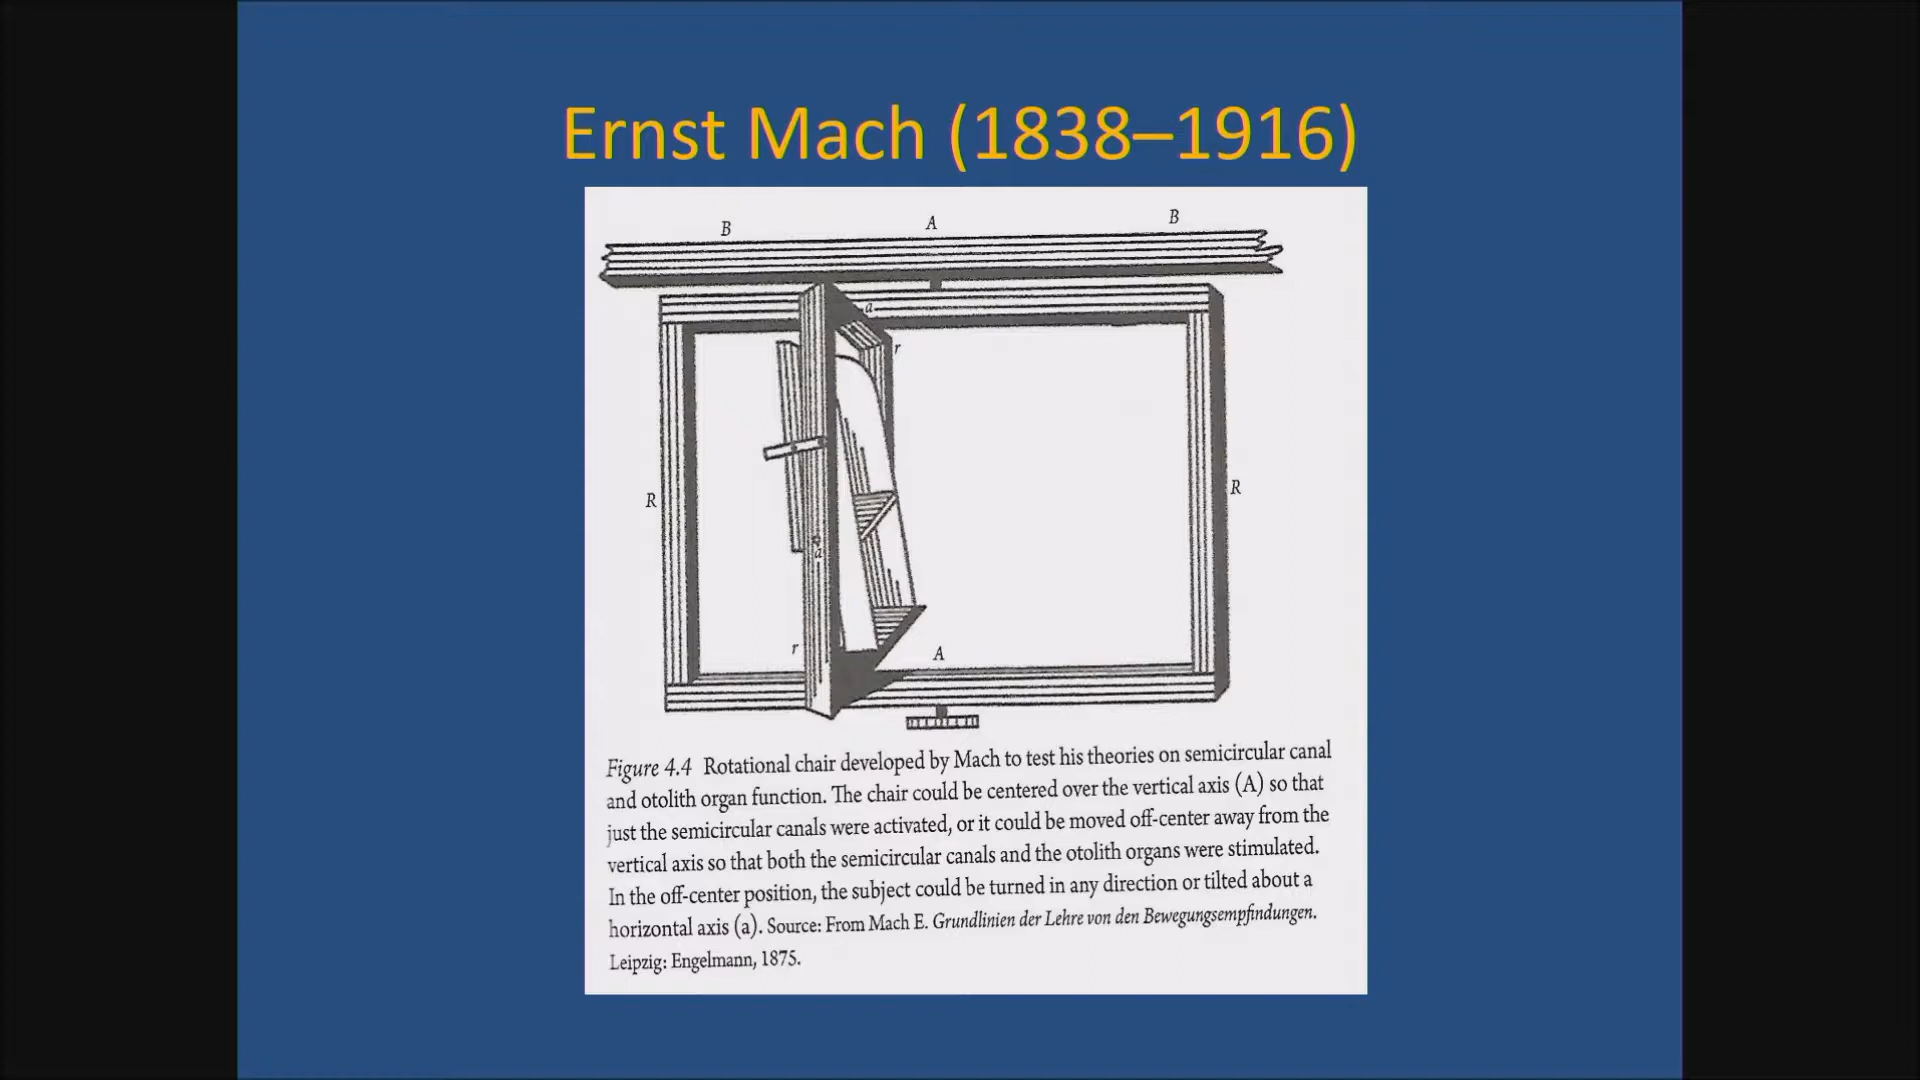 Ernst Mach (1838–1916)
B A B
a
r
R R
a
r A
Figure 4.4 Rotational chair developed by Mach to test his theories on semicircular canal
and otolith organ function. The chair could be centered over the vertical axis (A) so that
just the semicircular canals were activated, or it could be moved off-center away from the
vertical axis so that both the semicircular canals and the otolith organs were stimulated.
In the off-center position, the subject could be turned in any direction or tilted about a
horizontal axis (a). Source: From Mach E. Grundlinien der Lehre von den Bewegungsempfindungen.
Leipzig: Engelmann, 1875.